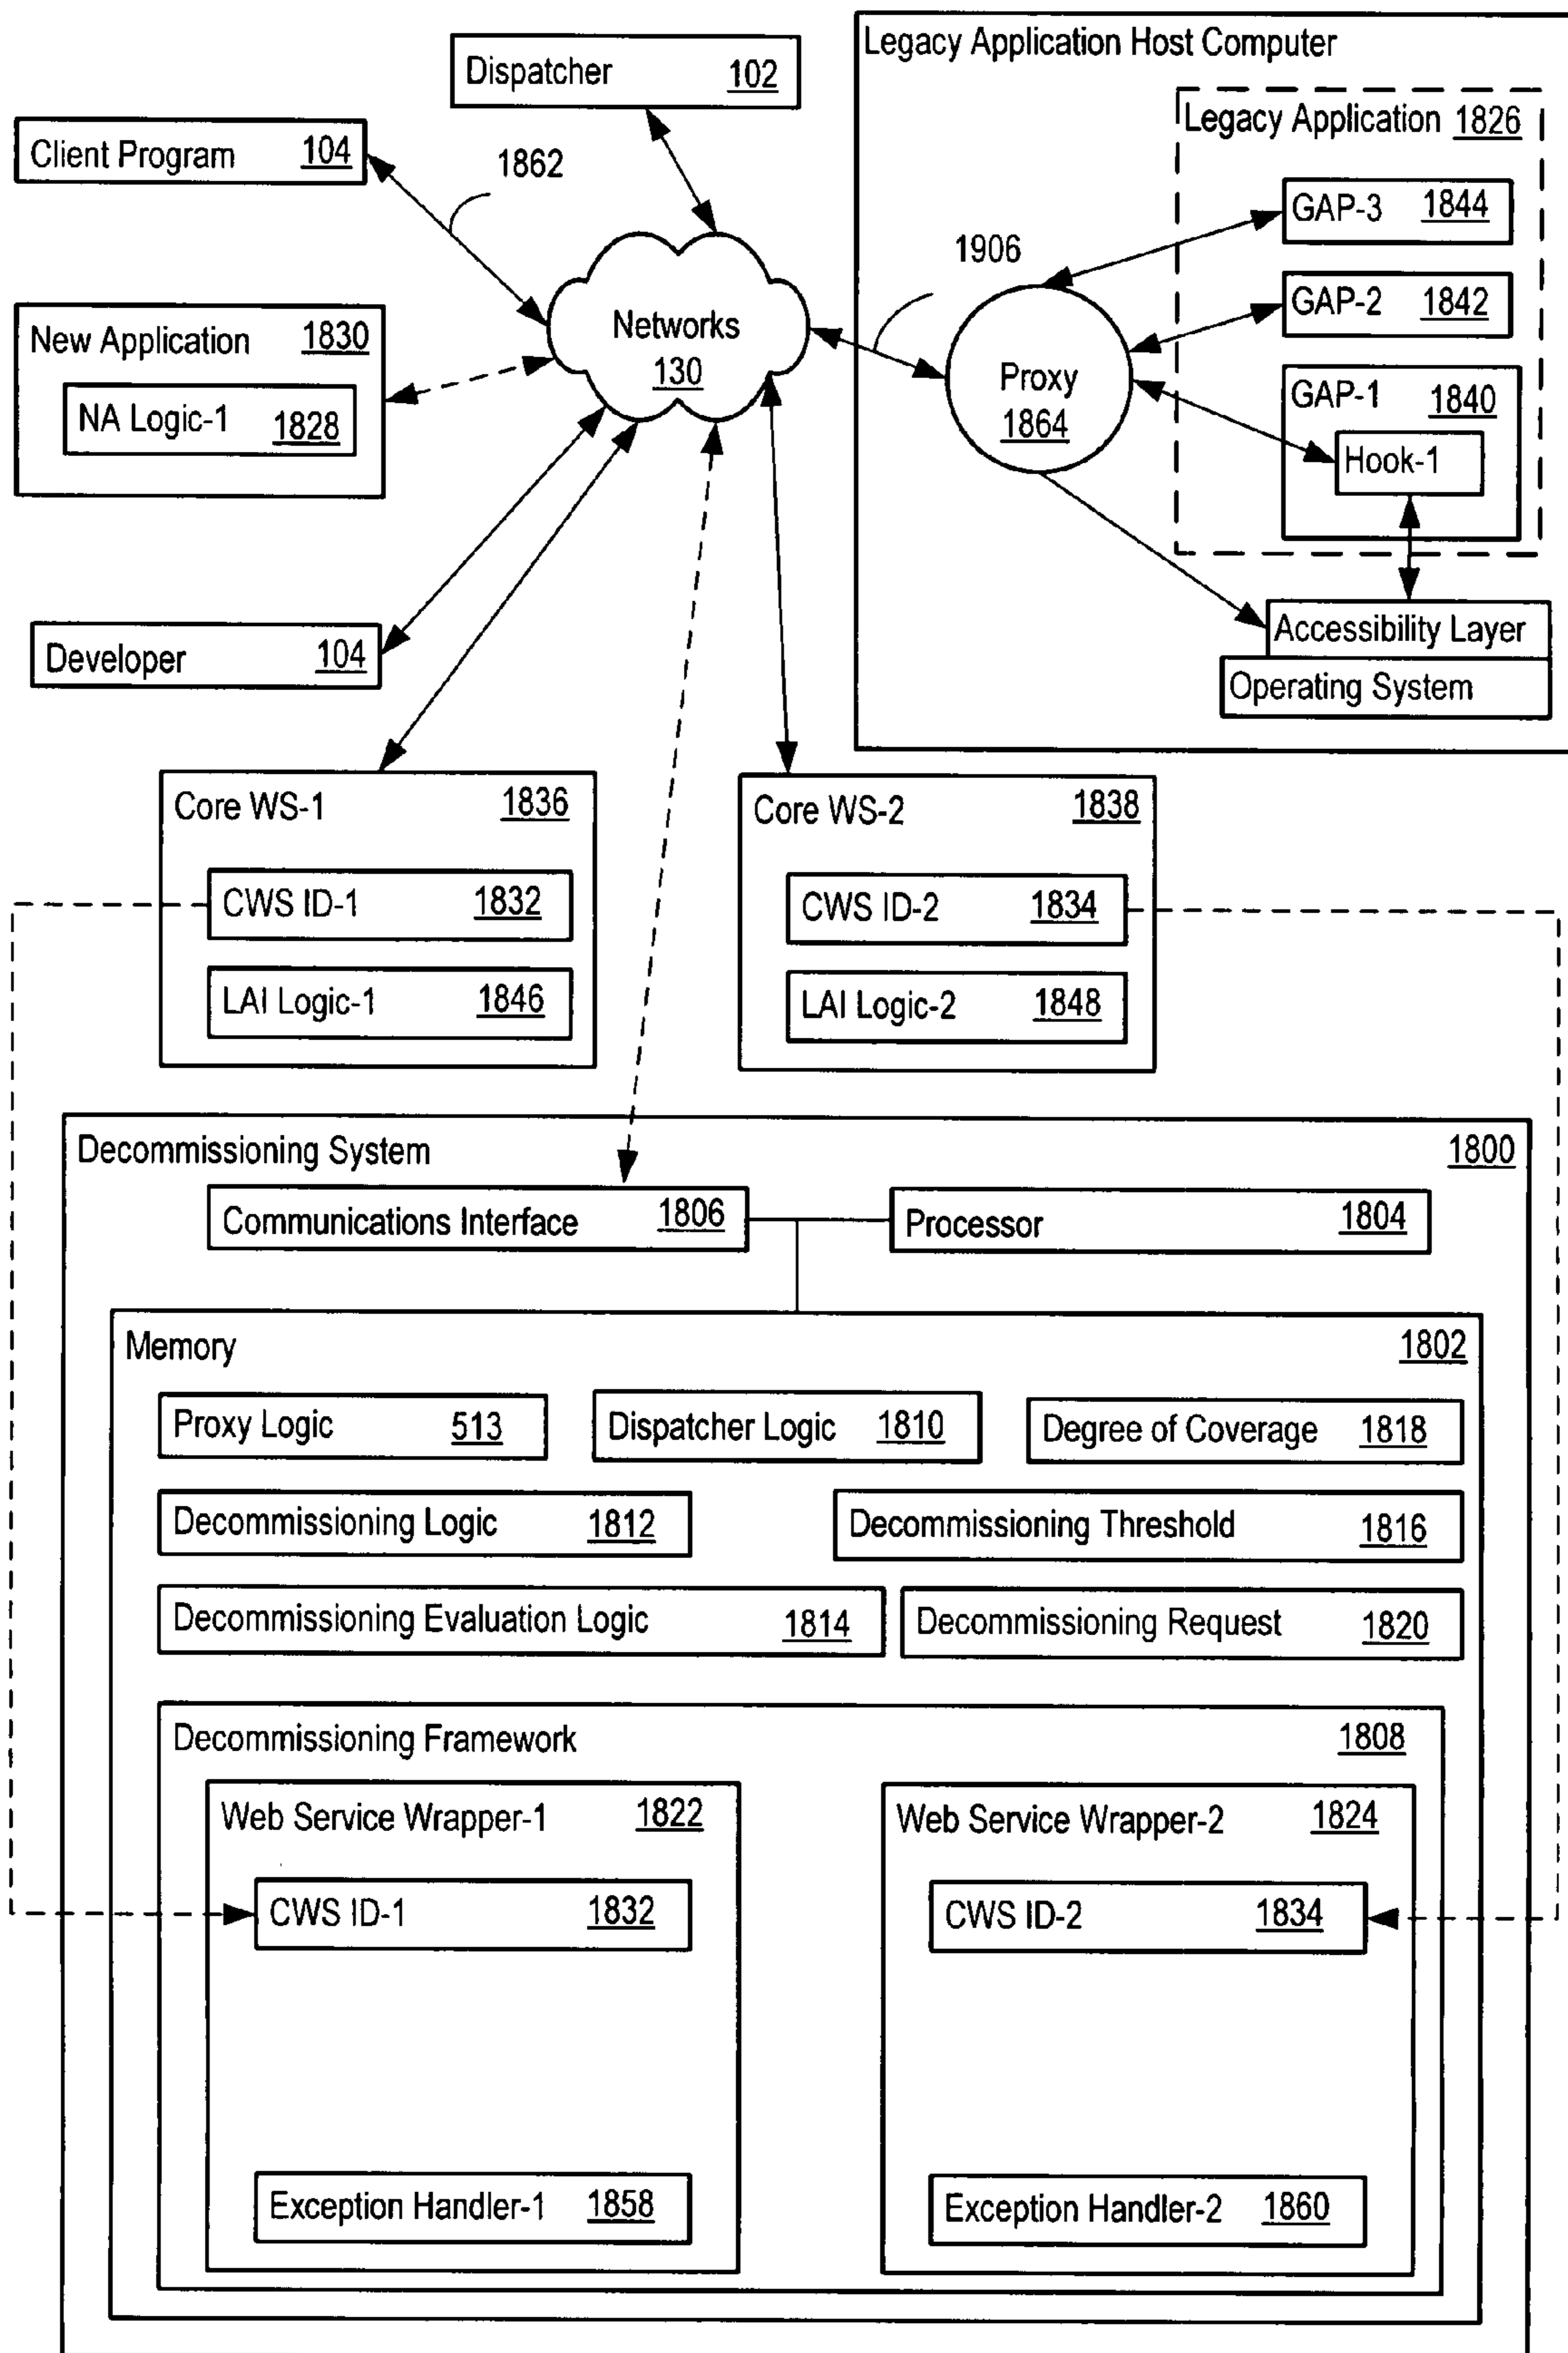 Dispatcher 102
Client Program 104
1862
New Application 1830
NA Logic-1 1828
Networks
130
Developer 104
Legacy Application Host Computer
Legacy Application 1826
GAP-3 1844
1906
GAP-2 1842
Proxy
1864
GAP-1 1840
Hook-1
Accessibility Layer
Operating System
Core WS-1 1836
CWS ID-1 1832
LAI Logic-1 1846
Core WS-2 1838
CWS ID-2 1834
LAI Logic-2 1848
Decommissioning System 1800
Communications Interface 1806
Processor 1804
Memory 1802
Proxy Logic 513
Dispatcher Logic 1810
Degree of Coverage 1818
Decommissioning Logic 1812
Decommissioning Threshold 1816
Decommissioning Evaluation Logic 1814
Decommissioning Request 1820
Decommissioning Framework 1808
Web Service Wrapper-1 1822
CWS ID-1 1832
Exception Handler-1 1858
Web Service Wrapper-2 1824
CWS ID-2 1834
Exception Handler-2 1860